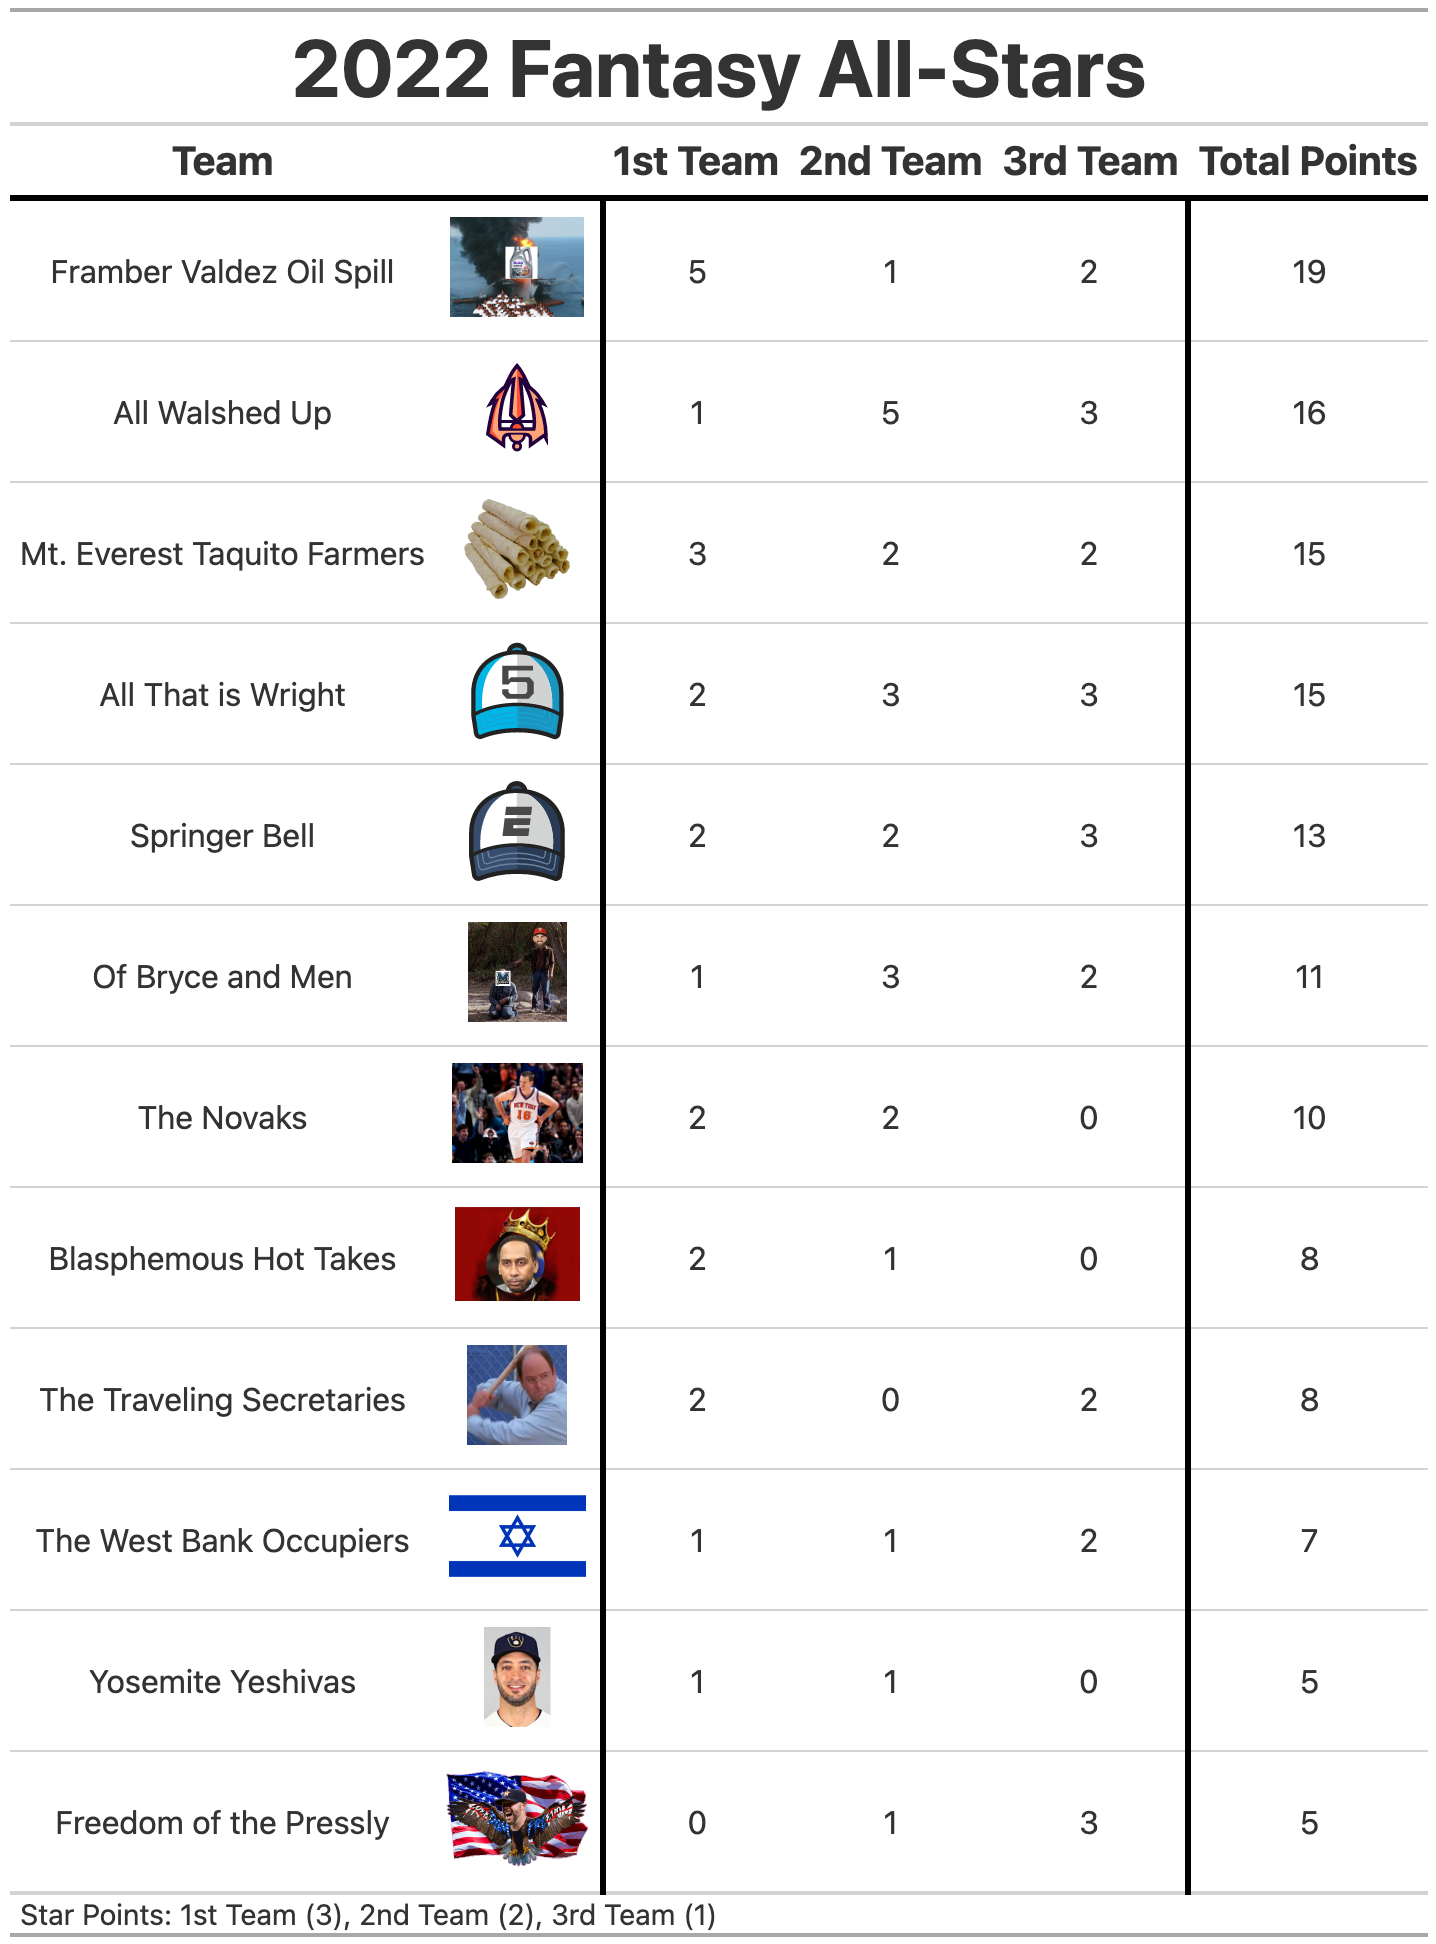 2022 Fantasy All-Stars
Team 1st Team 2nd Team 3rd Team Total Points
Framber Valdez Oil Spill 5 1 2 19
All Walshed Up 1 5 3 16
Mt. Everest Taquito Farmers 3 2 2 15
All That is Wright 5 2 3 3 15
Springer Bell E 2 2 3 13
Of Bryce and Men 1 3 2 11
The Novaks NEW YORK 16 2 2 0 10
Blasphemous Hot Takes 2 1 0 8
The Traveling Secretaries 2 0 2 8
The West Bank Occupiers 1 1 2 7
Yosemite Yeshivas 1 1 0 5
Freedom of the Pressly 0 1 3 5
Star Points: 1st Team (3), 2nd Team (2), 3rd Team (1)